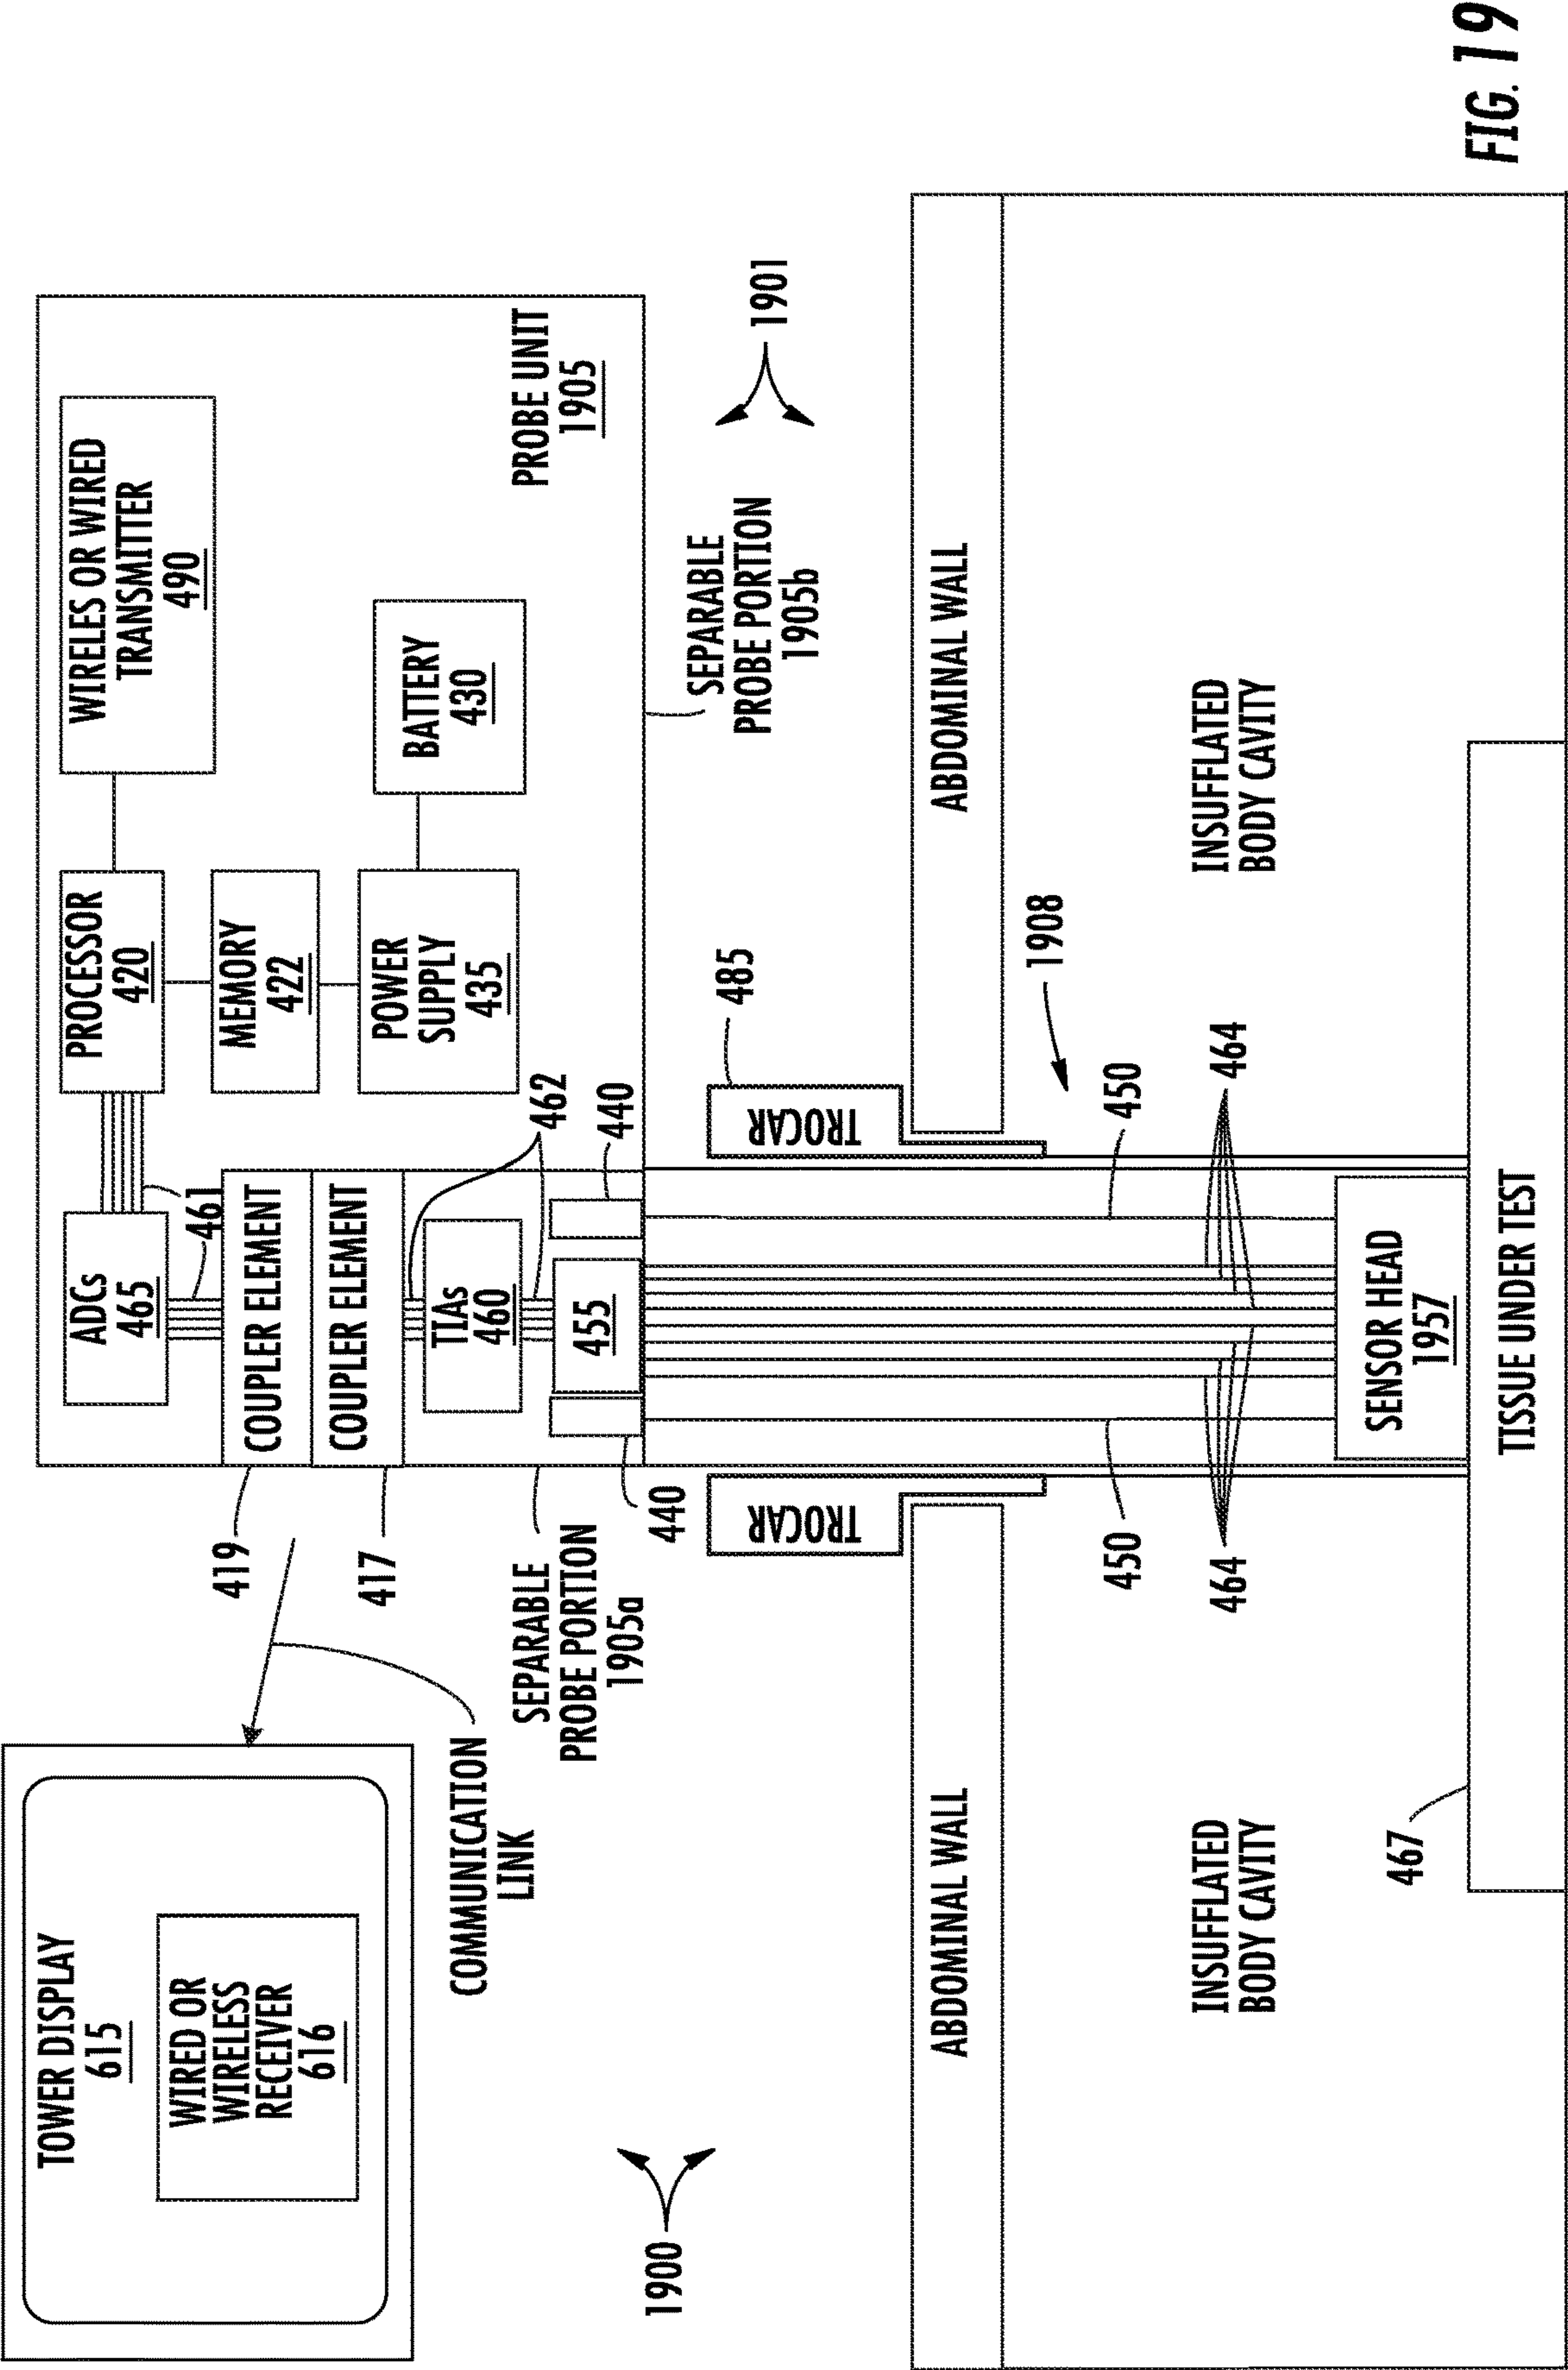 TOWER DISPLAY
615
WIRED OR
WIRELESS
RECEIVER
616
COMMUNICATION
LINK
419
417
SEPARABLE
PROBE PORTION
1905a
440
ADCs
465
461
COUPLER ELEMENT
COUPLER ELEMENT
TIAs
460
462
455
440
PROCESSOR
420
MEMORY
422
POWER
SUPPLY
435
WIRELES OR WIRED
TRANSMITTER
490
BATTERY
430
PROBE UNIT
1905
SEPARABLE
PROBE PORTION
1905b
1901
1900
TROCAR
TROCAR
485
ABDOMINAL WALL
ABDOMINAL WALL
1908
450
450
464
464
INSUFFLATED
BODY CAVITY
INSUFFLATED
BODY CAVITY
SENSOR HEAD
1957
467
TISSUE UNDER TEST
FIG. 19